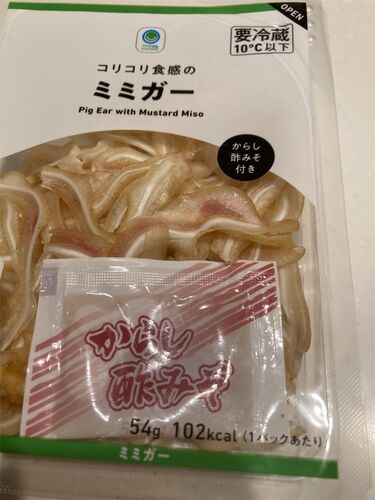 OPEN
要冷蔵
10°C以下
コリコリ食感の
ミミガー
Pig Ear with Mustard Miso
からし
酢みそ
付き
からし
酢みそ
54g 102kcal (1パックあたり)
ミミガー